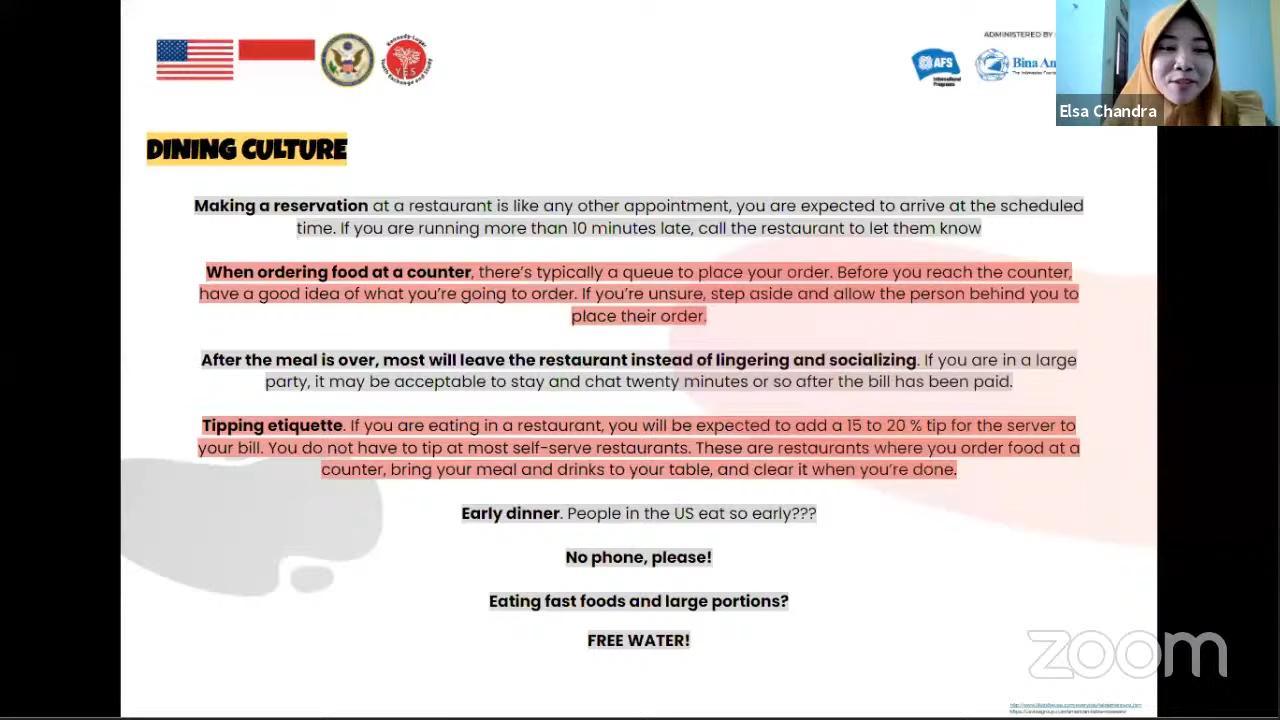 ADMINISTERED BY
AFS
International
Programs
Bina An
Elsa Chandra
Kennedy-Lugar
YES
DINING CULTURE
Making a reservation at a restaurant is like any other appointment, you are expected to arrive at the scheduled
time. If you are running more than 10 minutes late, call the restaurant to let them know
When ordering food at a counter, there's typically a queue to place your order. Before you reach the counter,
have a good idea of what you're going to order. If you're unsure, step aside and allow the person behind you to
place their order.
After the meal is over, most will leave the restaurant instead of lingering and socializing. If you are in a large
party, it may be acceptable to stay and chat twenty minutes or so after the bill has been paid.
Tipping etiquette. If you are eating in a restaurant, you will be expected to add a 15 to 20 % tip for the server to
your bill. You do not have to tip at most self-serve restaurants. These are restaurants where you order food at a
counter, bring your meal and drinks to your table, and clear it when you're done.
Early dinner. People in the US eat so early???
No phone, please!
Eating fast foods and large portions?
FREE WATER!
zoom